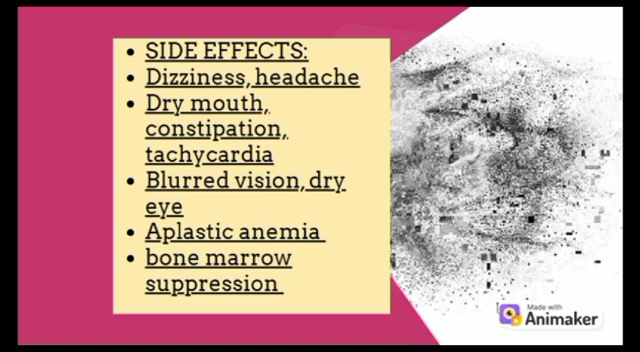 SIDE EFFECTS:
Dizziness, headache
Dry mouth,
constipation,
tachycardia
Blurred vision, dry
eye
Aplastic anemia
bone marrow
suppression
Made with
Animaker